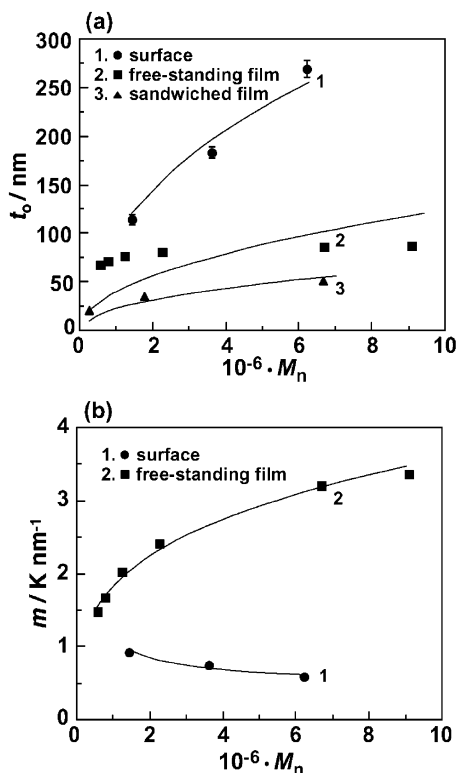 (a)
300
1. ● surface
2. ■ free-standing film
3. ▲ sandwiched film
1
250
200
150
100
50
00
2
3
t₀ / nm
0 2 4 6 8 10
10⁻⁶ · Mₙ
(b)
4
1. ● surface
2. ■ free-standing film
3
2
1
0
2
1
m / K nm⁻¹
0 2 4 6 8 10
10⁻⁶ · Mₙ